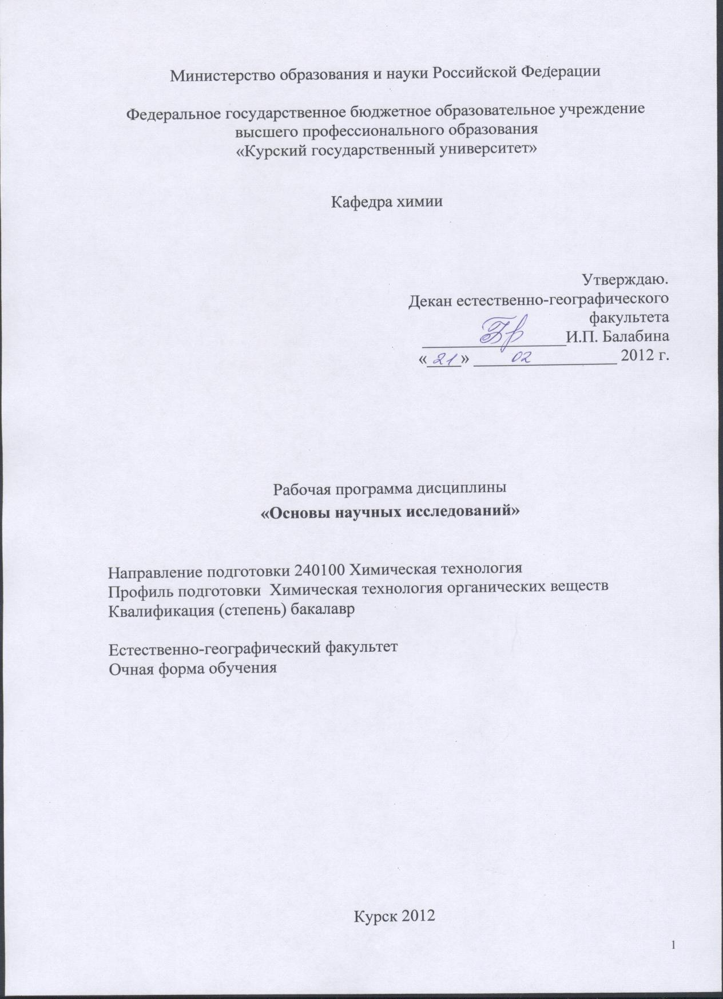 Министерство образования и науки Российской Федерации
Федеральное государственное бюджетное образовательное учреждение
высшего профессионального образования
«Курский государственный университет»
Кафедра химии
Утверждаю.
Декан естественно-географического
факультета
И.П. Балабина
«21» 02 2012 г.
Рабочая программа дисциплины
«Основы научных исследований»
Направление подготовки 240100 Химическая технология
Профиль подготовки Химическая технология органических веществ
Квалификация (степень) бакалавр
Естественно-географический факультет
Очная форма обучения
Курск 2012
1